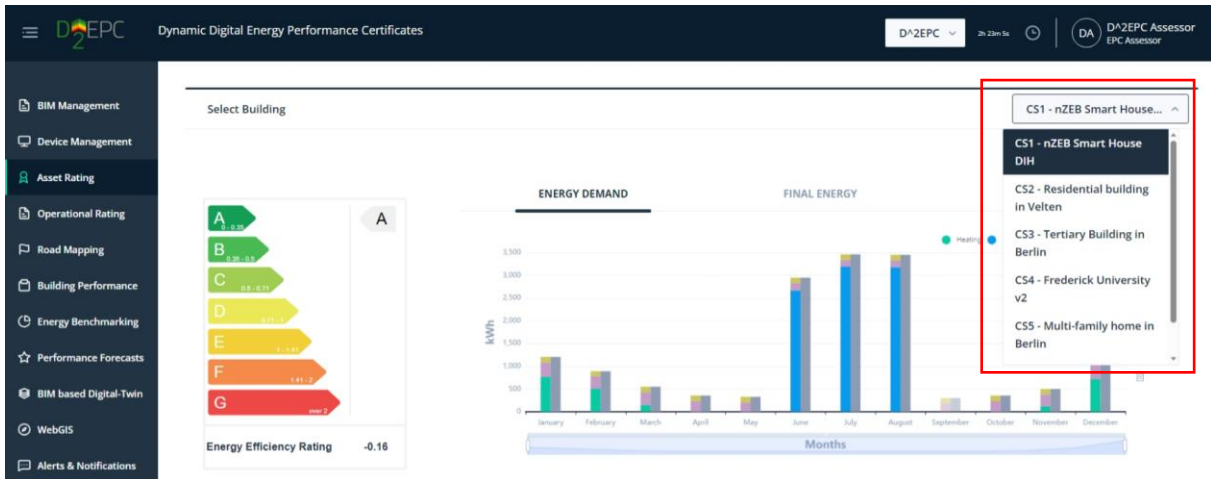 D2EPC
Dynamic Digital Energy Performance Certificates
D^2EPC
2h 23m 5s
DA
D^2EPC Assessor
EPC Assessor
BIM Management
Device Management
Asset Rating
Operational Rating
Road Mapping
Building Performance
Energy Benchmarking
Performance Forecasts
BIM based Digital-Twin
WebGIS
Alerts & Notifications
Select Building
CS1 - nZEB Smart House...
CS1 - nZEB Smart House
DIH
CS2 - Residential building
in Velten
CS3 - Tertiary Building in
Berlin
CS4 - Frederick University
v2
CS5 - Multi-family home in
Berlin
A
0 - 0.35
A
B
0.35 - 0.5
C
0.5 - 0.71
D
0.71 - 1
E
1 - 1.41
F
1.41 - 2
G
over 2
Energy Efficiency Rating -0.16
ENERGY DEMAND
FINAL ENERGY
Heating
kWh
3,500
3,000
2,500
2,000
1,500
1,000
500
0
January February March April May June July August September October November December
Months